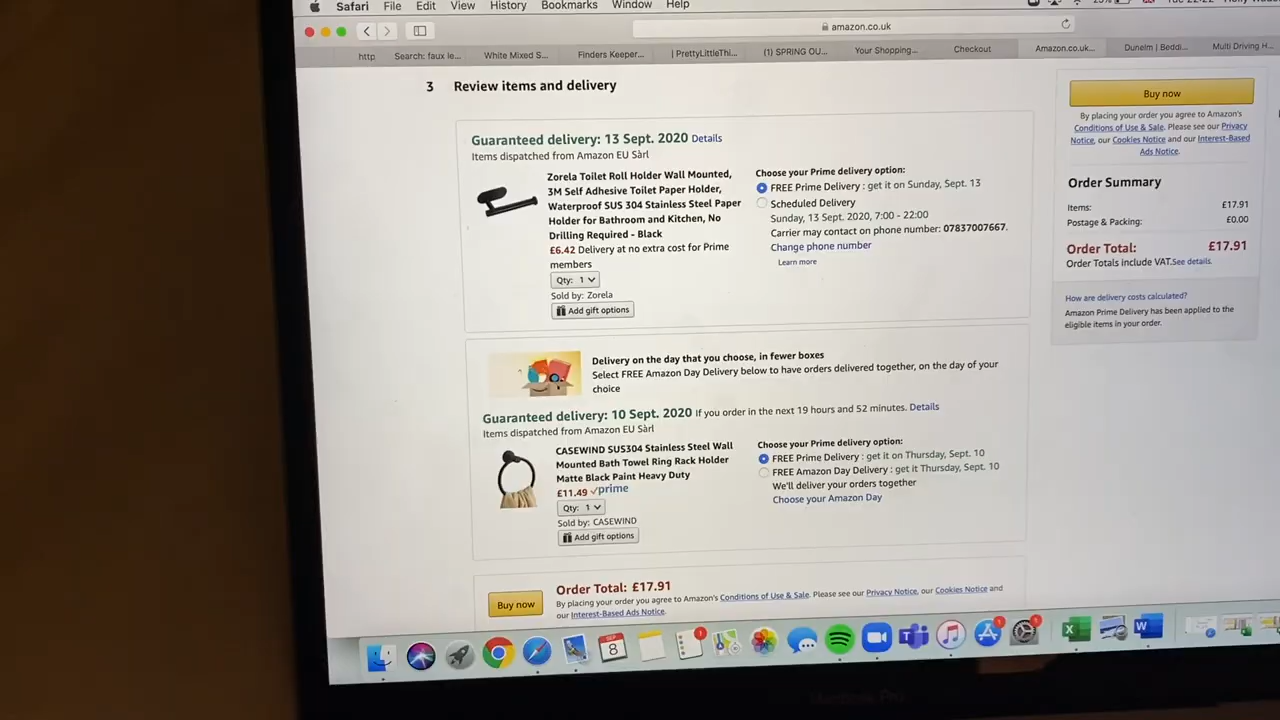 Safari File Edit View History Bookmarks Window Help
amazon.co.uk
http Search: faux le... White Mixed S... Finders Keeper... | PrettyLittleThi... (1) SPRING OU... Your Shopping... Checkout Amazon.co.uk... Dunelm | Beddi... Multi Driving H...
3 Review items and delivery
Guaranteed delivery: 13 Sept. 2020 Details
Items dispatched from Amazon EU Sàrl
Zorela Toilet Roll Holder Wall Mounted,
3M Self Adhesive Toilet Paper Holder,
Waterproof SUS 304 Stainless Steel Paper
Holder for Bathroom and Kitchen, No
Drilling Required - Black
£6.42 Delivery at no extra cost for Prime
members
Qty: 1
Sold by: Zorela
Add gift options
Choose your Prime delivery option:
FREE Prime Delivery : get it on Sunday, Sept. 13
Scheduled Delivery
Sunday, 13 Sept. 2020, 7:00 - 22:00
Carrier may contact on phone number: 07837007667.
Change phone number
Learn more
Delivery on the day that you choose, in fewer boxes
Select FREE Amazon Day Delivery below to have orders delivered together, on the day of your
choice
Guaranteed delivery: 10 Sept. 2020 If you order in the next 19 hours and 52 minutes. Details
Items dispatched from Amazon EU Sàrl
CASEWIND SUS304 Stainless Steel Wall
Mounted Bath Towel Ring Rack Holder
Matte Black Paint Heavy Duty
£11.49 prime
Qty: 1
Sold by: CASEWIND
Add gift options
Choose your Prime delivery option:
FREE Prime Delivery : get it on Thursday, Sept. 10
FREE Amazon Day Delivery : get it Thursday, Sept. 10
We'll deliver your orders together
Choose your Amazon Day
Buy now
Order Total: £17.91
By placing your order you agree to Amazon's Conditions of Use & Sale. Please see our Privacy Notice, our Cookies Notice and
our Interest-Based Ads Notice.
Buy now
By placing your order you agree to Amazon's
Conditions of Use & Sale. Please see our Privacy
Notice, our Cookies Notice and our Interest-Based
Ads Notice.
Order Summary
Items: £17.91
Postage & Packing: £0.00
Order Total: £17.91
Order Totals include VAT. See details.
How are delivery costs calculated?
Amazon Prime Delivery has been applied to the
eligible items in your order.
SEP
8
MacBook Pro